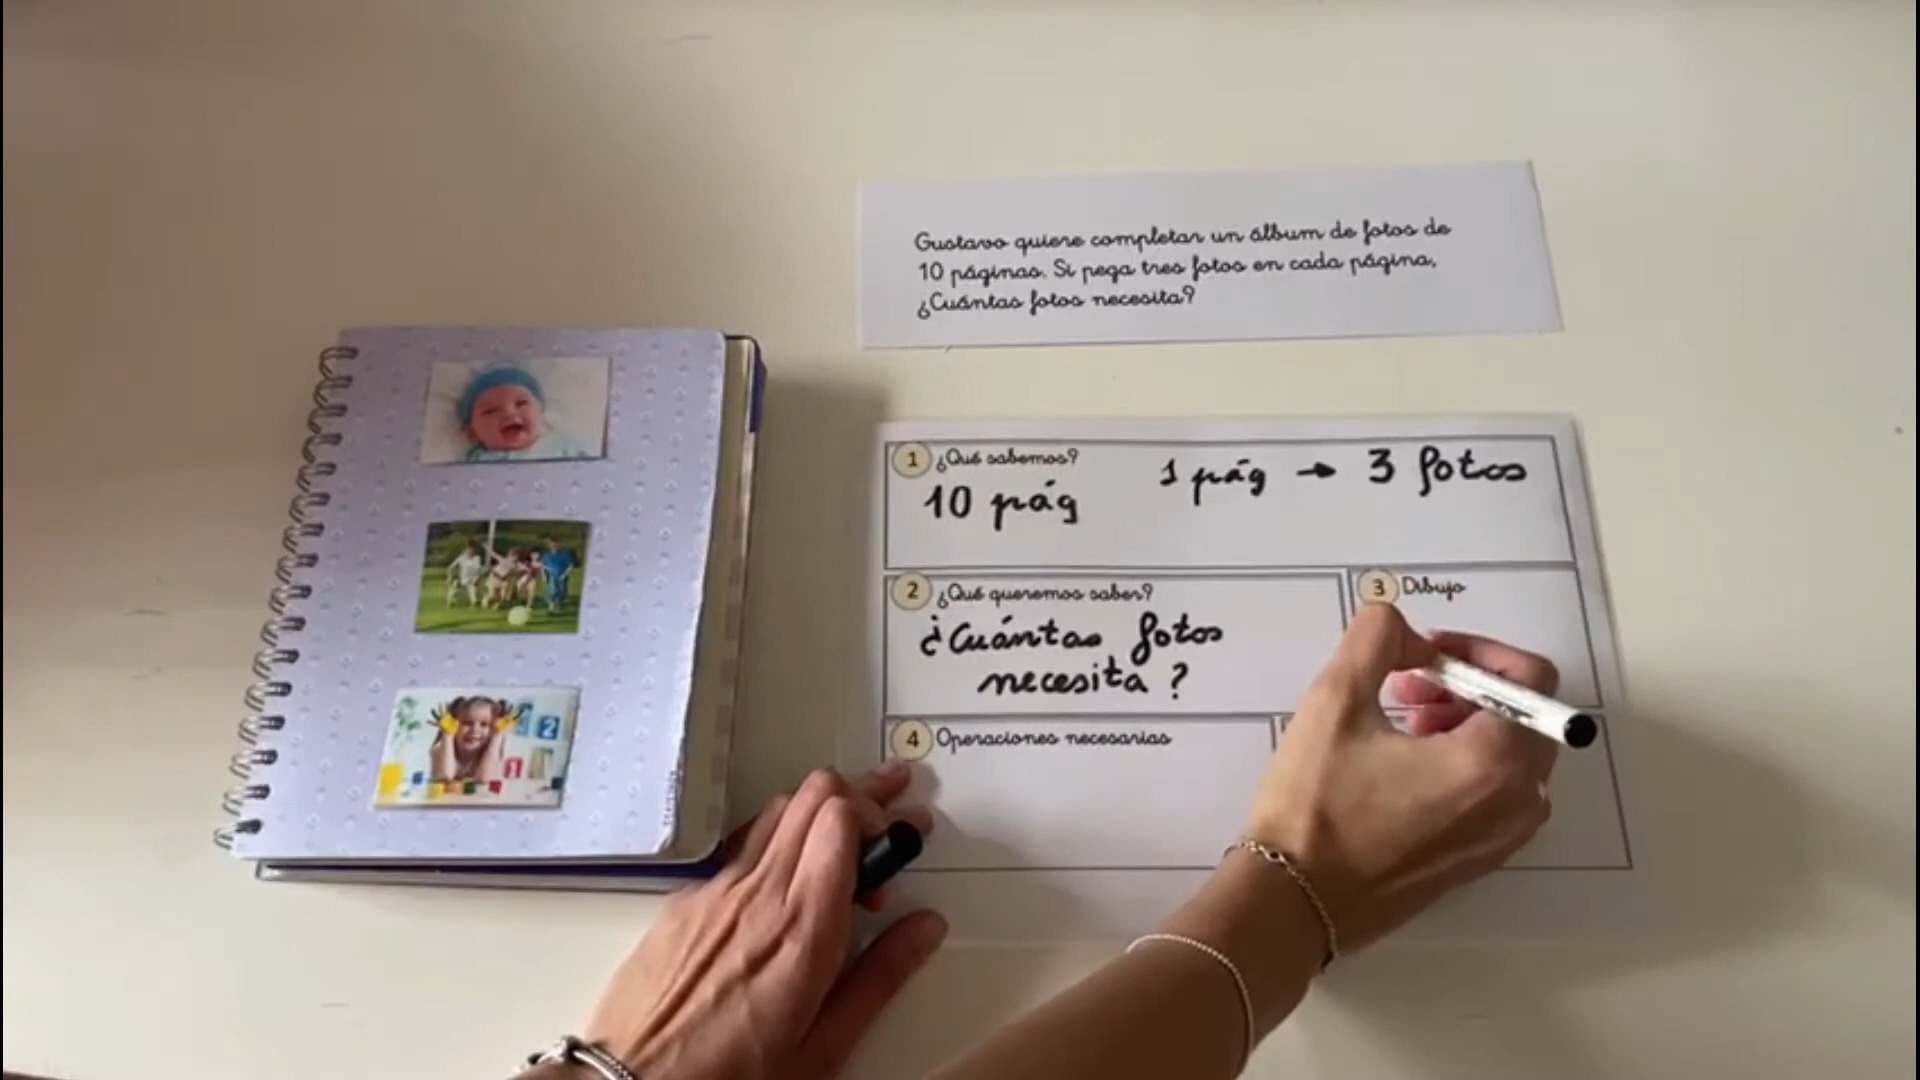 Gustavo quiere completar un álbum de fotos de
10 páginas. Si pega tres fotos en cada página,
¿Cuántas fotos necesita?
1 ¿Qué sabemos?
10 pág
1 pág → 3 fotos
2 ¿Qué queremos saber?
¿Cuántas fotos
necesita?
3 Dibujo
4 Operaciones necesarias